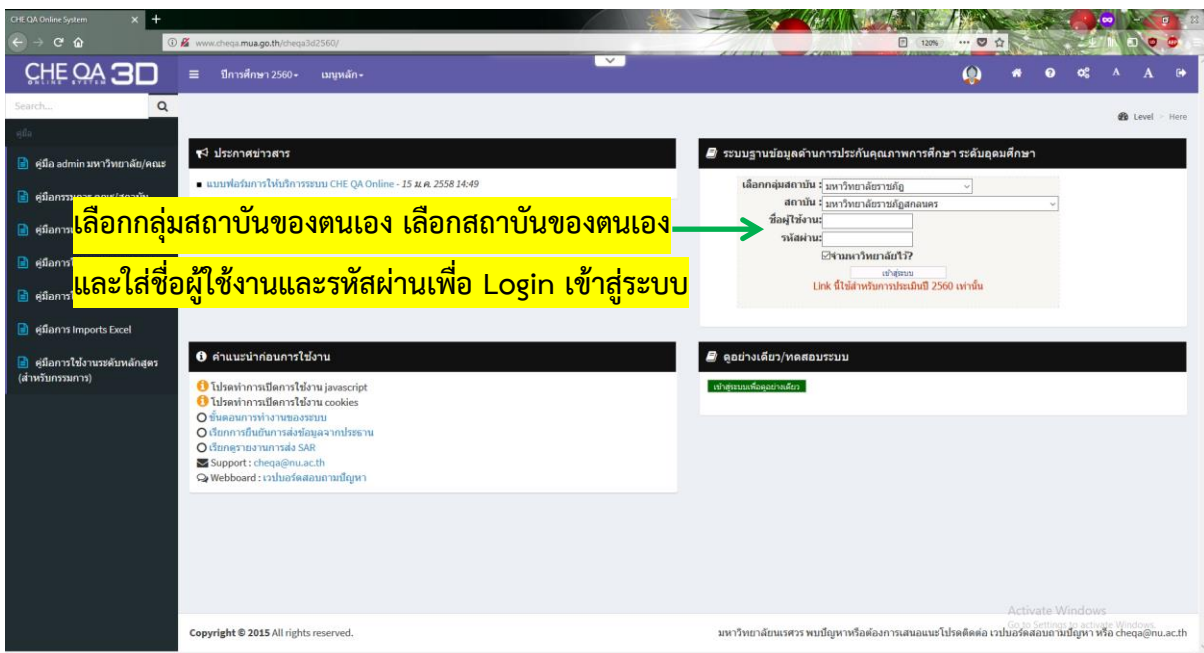 CHE QA Online System
www.cheqa.mua.go.th/cheqa3d2560/
120%
CHE QA 3D
ONLINE SYSTEM
ปีการศึกษา 2560
เมนูหลัก
A A
Search...
Level > Here
คู่มือ
คู่มือ admin มหาวิทยาลัย/คณะ
คู่มือการ Imports Excel
คู่มือการใช้งานระดับหลักสูตร
(สำหรับกรรมการ)
ประกาศข่าวสาร
แบบฟอร์มการให้บริการระบบ CHE QA Online - 15 ม.ค. 2558 14:49
เลือกกลุ่มสถาบันของตนเอง เลือกสถาบันของตนเอง
และใส่ชื่อผู้ใช้งานและรหัสผ่านเพื่อ Login เข้าสู่ระบบ
ระบบฐานข้อมูลด้านการประกันคุณภาพการศึกษา ระดับอุดมศึกษา
เลือกกลุ่มสถาบัน : มหาวิทยาลัยราชภัฏ
สถาบัน : มหาวิทยาลัยราชภัฏสกลนคร
ชื่อผู้ใช้งาน:
รหัสผ่าน:
จำมหาวิทยาลัยไว้?
เข้าสู่ระบบ
Link นี้ใช้สำหรับการประเมินปี 2560 เท่านั้น
คำแนะนำก่อนการใช้งาน
โปรดทำการเปิดการใช้งาน javascript
โปรดทำการเปิดการใช้งาน cookies
ขั้นตอนการทำงานของระบบ
เรียกการยืนยันการส่งข้อมูลจากประธาน
เรียกดูรายงานการส่ง SAR
Support : cheqa@nu.ac.th
Webboard : เวปบอร์ดสอบถามปัญหา
ดูอย่างเดียว/ทดสอบระบบ
เข้าสู่ระบบเพื่อดูอย่างเดียว
Activate Windows
Go to Settings to activate Windows.
Copyright © 2015 All rights reserved.
มหาวิทยาลัยนเรศวร พบปัญหาหรือต้องการเสนอแนะโปรดติดต่อ เวปบอร์ดสอบถามปัญหา หรือ cheqa@nu.ac.th